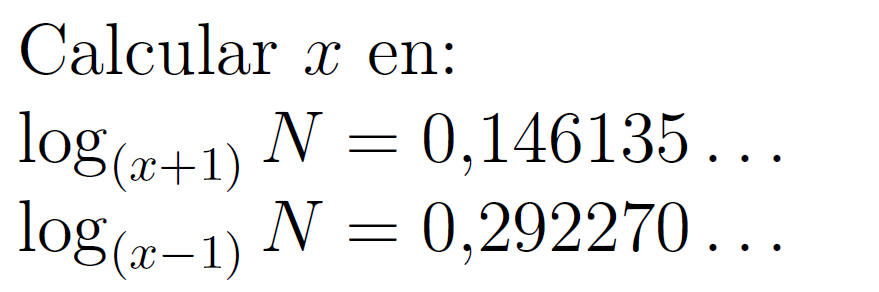 Calcular x en:
log_(x+1) N = 0,146135...
log_(x−1) N = 0,292270...